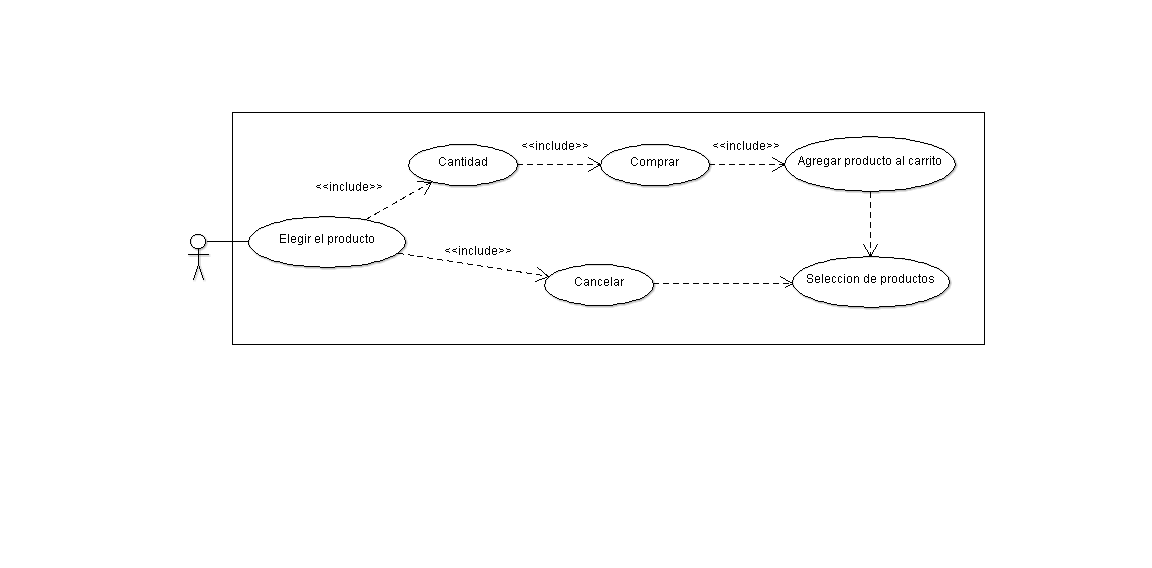 <<include>>
<<include>>
Cantidad
Comprar
Agregar producto al carrito
<<include>>
Elegir el producto
<<include>>
Cancelar
Seleccion de productos